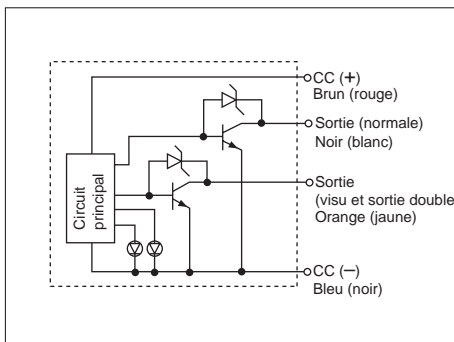 CC (+)
Brun (rouge)
Sortie (normale)
Noir (blanc)
Circuit
principal
Sortie
(visu et sortie double
Orange (jaune)
CC (−)
Bleu (noir)